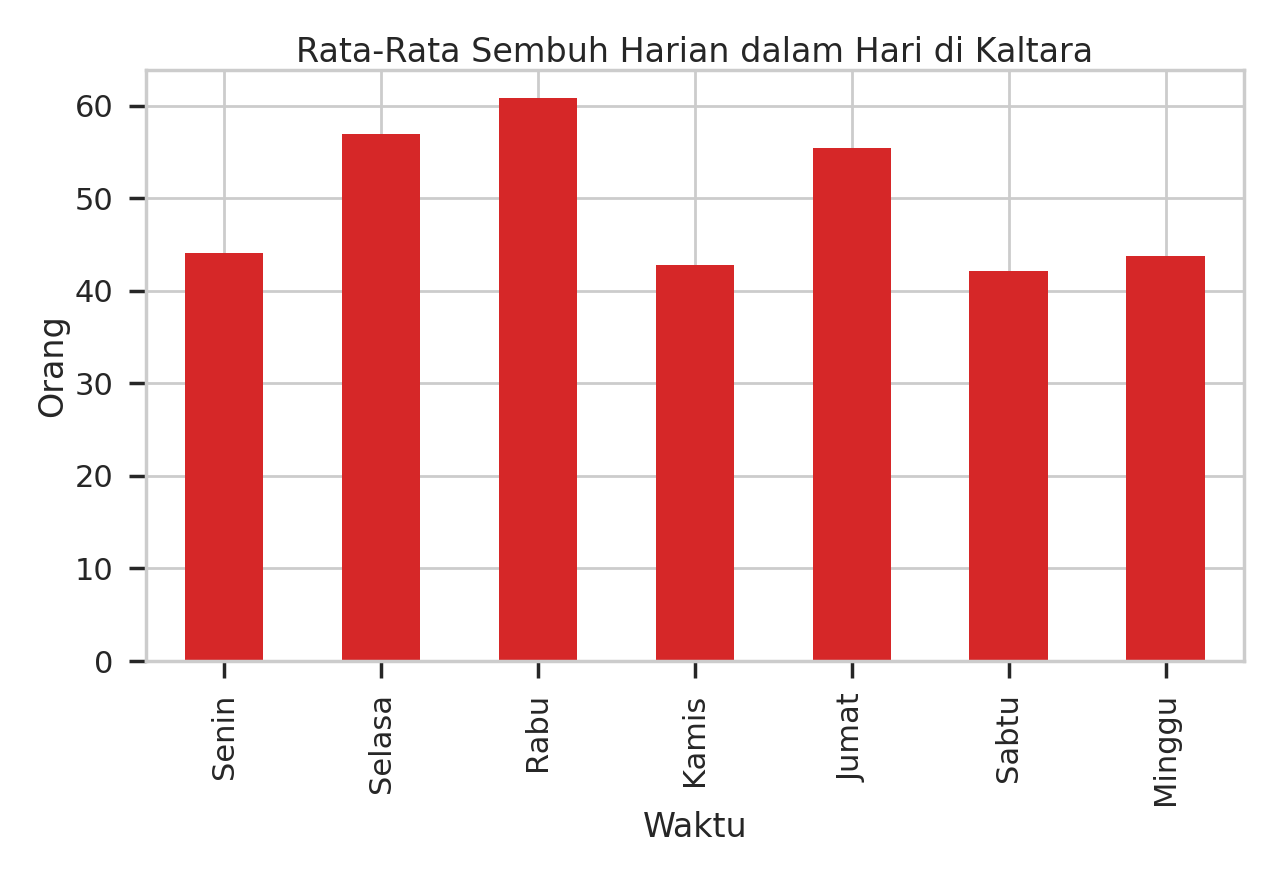 Rata-Rata Sembuh Harian dalam Hari di Kaltara
60
50
40
30
20
10
0
Orang
Senin
Selasa
Rabu
Kamis
Jumat
Sabtu
Minggu
Waktu